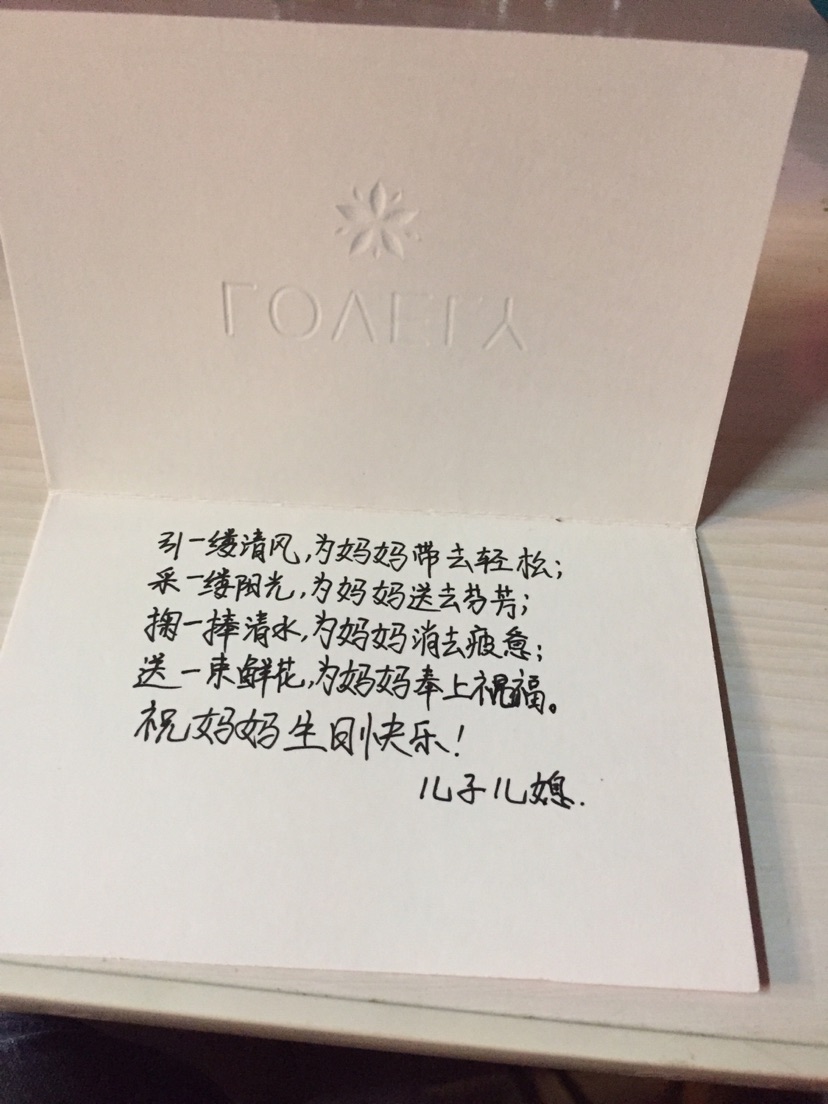 LOVELY
引一缕清风,为妈妈带去轻松;
采一缕阳光,为妈妈送去芬芳;
掬一捧清水,为妈妈消去疲惫;
送一束鲜花,为妈妈奉上祝福。
祝妈妈生日快乐!
儿子儿媳.